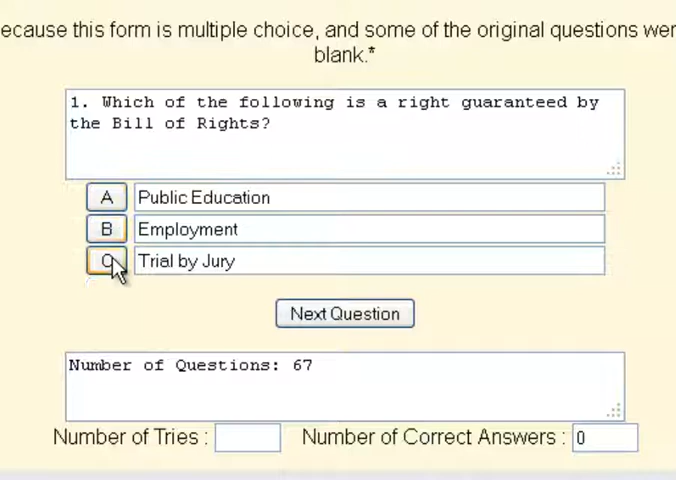 ecause this form is multiple choice, and some of the original questions wer
blank.*
1. Which of the following is a right guaranteed by
the Bill of Rights?
A Public Education
B Employment
C Trial by Jury
Next Question
Number of Questions: 67
Number of Tries :
Number of Correct Answers : 0